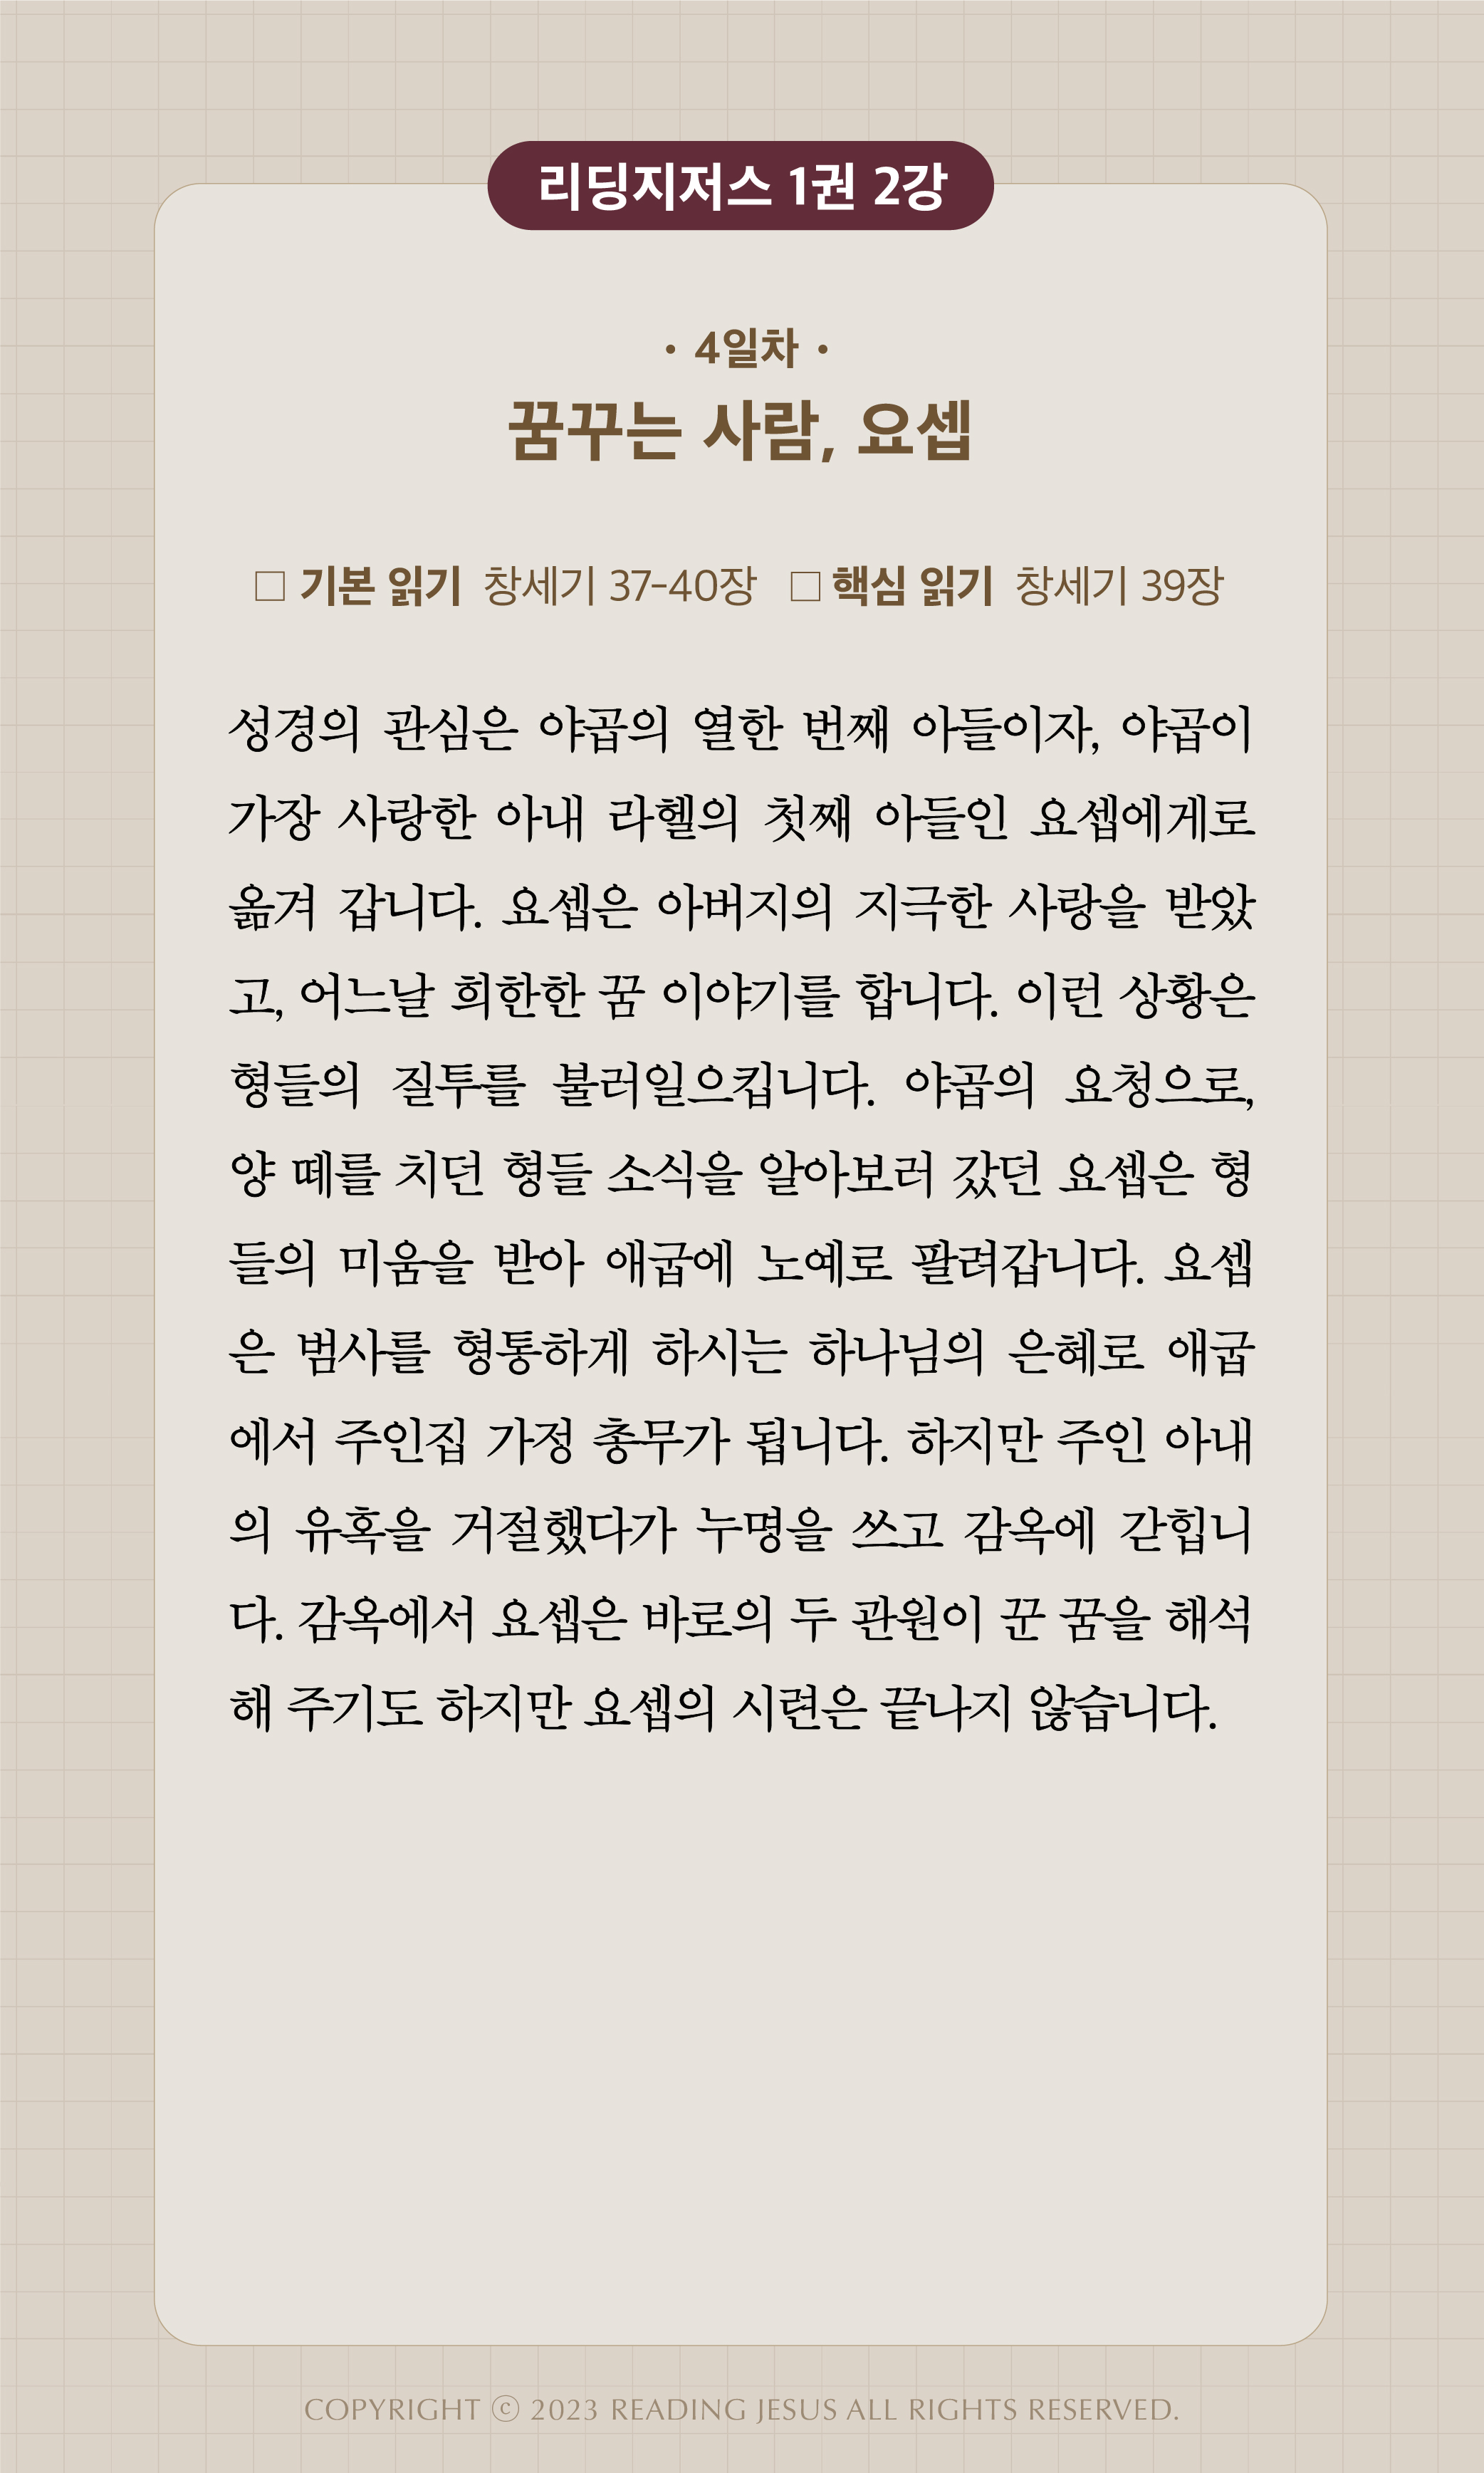 리딩지저스 1권 2강
· 4일차 ·
꿈꾸는 사람, 요셉
□ 기본 읽기 창세기 37-40장 □ 핵심 읽기 창세기 39장
성경의 관심은 야곱의 열한 번째 아들이자, 야곱이
가장 사랑한 아내 라헬의 첫째 아들인 요셉에게로
옮겨 갑니다. 요셉은 아버지의 지극한 사랑을 받았
고, 어느날 희한한 꿈 이야기를 합니다. 이런 상황은
형들의 질투를 불러일으킵니다. 야곱의 요청으로,
양 떼를 치던 형들 소식을 알아보러 갔던 요셉은 형
들의 미움을 받아 애굽에 노예로 팔려갑니다. 요셉
은 범사를 형통하게 하시는 하나님의 은혜로 애굽
에서 주인집 가정 총무가 됩니다. 하지만 주인 아내
의 유혹을 거절했다가 누명을 쓰고 감옥에 갇힙니
다. 감옥에서 요셉은 바로의 두 관원이 꾼 꿈을 해석
해 주기도 하지만 요셉의 시련은 끝나지 않습니다.
COPYRIGHT ⓒ 2023 READING JESUS ALL RIGHTS RESERVED.